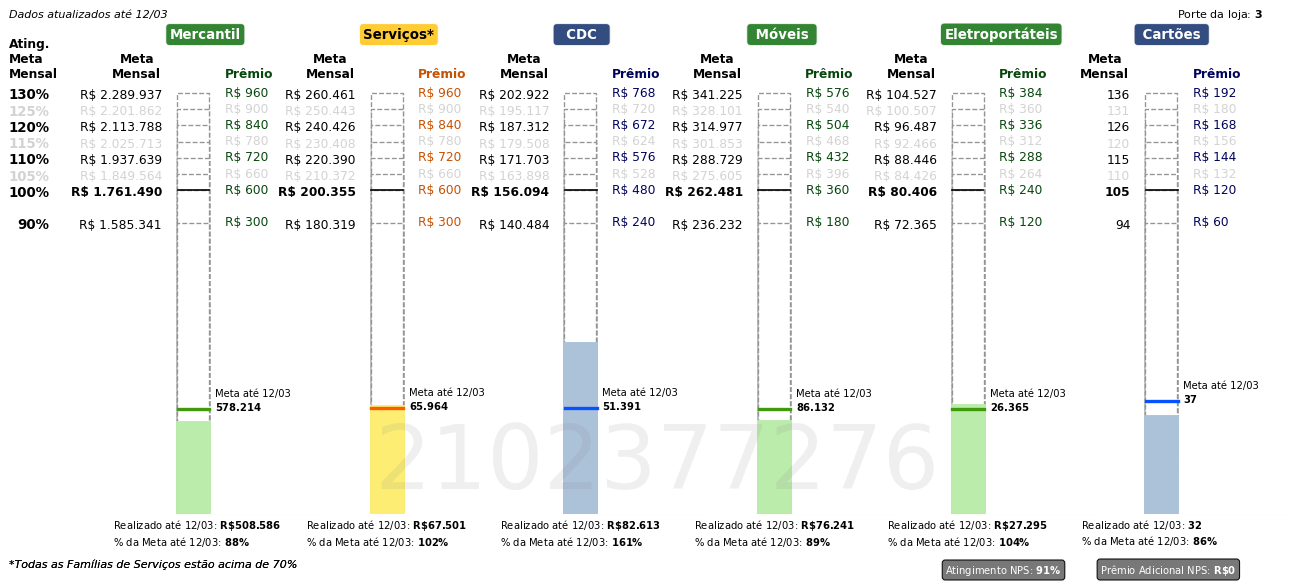 Dados atualizados até 12/03 Porte da loja: 3
Mercantil Serviços* CDC Móveis Eletroportáteis Cartões
Ating.
Meta Meta Meta Meta Meta Meta Meta
Mensal Mensal Prêmio Mensal Prêmio Mensal Prêmio Mensal Prêmio Mensal Prêmio Mensal Prêmio
130% R$ 2.289.937 R$ 960 R$ 260.461 R$ 960 R$ 202.922 R$ 768 R$ 341.225 R$ 576 R$ 104.527 R$ 384 136 R$ 192
125% R$ 2.201.862 R$ 900 R$ 250.443 R$ 900 R$ 195.117 R$ 720 R$ 328.101 R$ 540 R$ 100.507 R$ 360 131 R$ 180
120% R$ 2.113.788 R$ 840 R$ 240.426 R$ 840 R$ 187.312 R$ 672 R$ 314.977 R$ 504 R$ 96.487 R$ 336 126 R$ 168
115% R$ 2.025.713 R$ 780 R$ 230.408 R$ 780 R$ 179.508 R$ 624 R$ 301.853 R$ 468 R$ 92.466 R$ 312 120 R$ 156
110% R$ 1.937.639 R$ 720 R$ 220.390 R$ 720 R$ 171.703 R$ 576 R$ 288.729 R$ 432 R$ 88.446 R$ 288 115 R$ 144
105% R$ 1.849.564 R$ 660 R$ 210.372 R$ 660 R$ 163.898 R$ 528 R$ 275.605 R$ 396 R$ 84.426 R$ 264 110 R$ 132
100% R$ 1.761.490 R$ 600 R$ 200.355 R$ 600 R$ 156.094 R$ 480 R$ 262.481 R$ 360 R$ 80.406 R$ 240 105 R$ 120
90% R$ 1.585.341 R$ 300 R$ 180.319 R$ 300 R$ 140.484 R$ 240 R$ 236.232 R$ 180 R$ 72.365 R$ 120 94 R$ 60
Meta até 12/03 Meta até 12/03 Meta até 12/03 Meta até 12/03 Meta até 12/03 Meta até 12/03
578.214 65.964 51.391 86.132 26.365 37
2102377276
Realizado até 12/03: R$508.586 Realizado até 12/03: R$67.501 Realizado até 12/03: R$82.613 Realizado até 12/03: R$76.241 Realizado até 12/03: R$27.295 Realizado até 12/03: 32
% da Meta até 12/03: 88% % da Meta até 12/03: 102% % da Meta até 12/03: 161% % da Meta até 12/03: 89% % da Meta até 12/03: 104% % da Meta até 12/03: 86%
*Todas as Famílias de Serviços estão acima de 70% Atingimento NPS: 91% Prêmio Adicional NPS: R$0